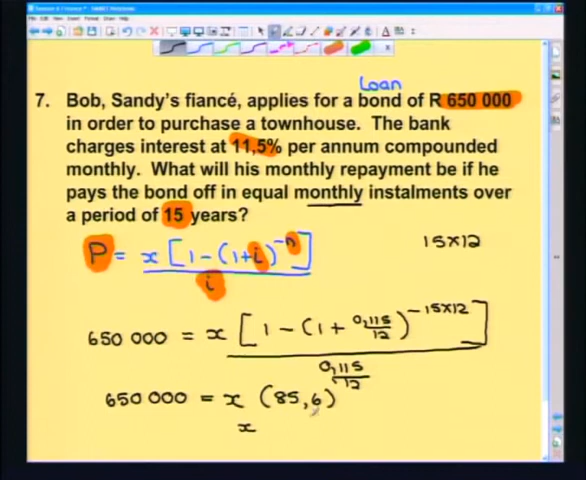 Loan
7. Bob, Sandy's fiancé, applies for a bond of R 650 000
in order to purchase a townhouse. The bank
charges interest at 11,5% per annum compounded
monthly. What will his monthly repayment be if he
pays the bond off in equal monthly instalments over
a period of 15 years?
P = x [1 - (1+i)^-n]
i
15×12
650 000 = x [1 - (1 + 0,115/12)^-15×12]
0,115/12
650 000 = x (85,6)
x